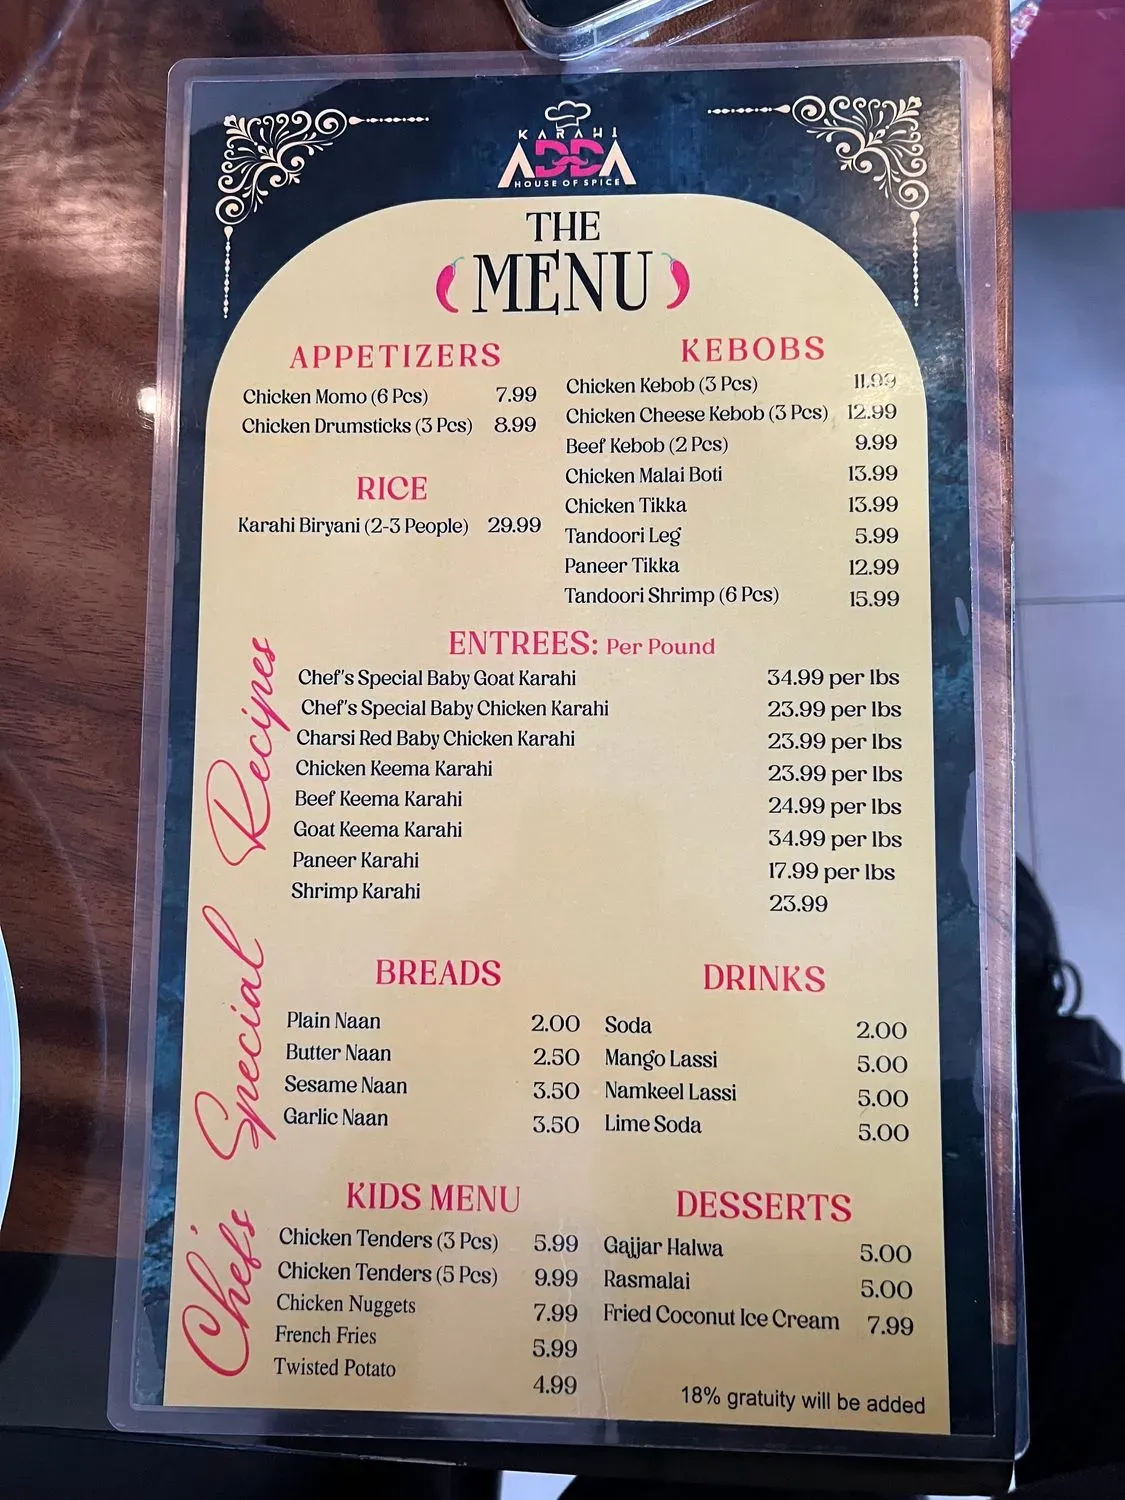 KARAHI
ADDA
HOUSE OF SPICE
THE
MENU
APPETIZERS
Chicken Momo (6 Pcs) 7.99
Chicken Drumsticks (3 Pcs) 8.99
RICE
Karahi Biryani (2-3 People) 29.99
KEBOBS
Chicken Kebob (3 Pcs) 11.99
Chicken Cheese Kebob (3 Pcs) 12.99
Beef Kebob (2 Pcs) 9.99
Chicken Malai Boti 13.99
Chicken Tikka 13.99
Tandoori Leg 5.99
Paneer Tikka 12.99
Tandoori Shrimp (6 Pcs) 15.99
Chef's Special Recipes
ENTREES: Per Pound
Chef's Special Baby Goat Karahi 34.99 per lbs
Chef's Special Baby Chicken Karahi 23.99 per lbs
Charsi Red Baby Chicken Karahi 23.99 per lbs
Chicken Keema Karahi 23.99 per lbs
Beef Keema Karahi 24.99 per lbs
Goat Keema Karahi 34.99 per lbs
Paneer Karahi 17.99 per lbs
Shrimp Karahi 23.99
BREADS
Plain Naan 2.00
Butter Naan 2.50
Sesame Naan 3.50
Garlic Naan 3.50
DRINKS
Soda 2.00
Mango Lassi 5.00
Namkeel Lassi 5.00
Lime Soda 5.00
KIDS MENU
Chicken Tenders (3 Pcs) 5.99
Chicken Tenders (5 Pcs) 9.99
Chicken Nuggets 7.99
French Fries 5.99
Twisted Potato 4.99
DESSERTS
Gajjar Halwa 5.00
Rasmalai 5.00
Fried Coconut Ice Cream 7.99
18% gratuity will be added